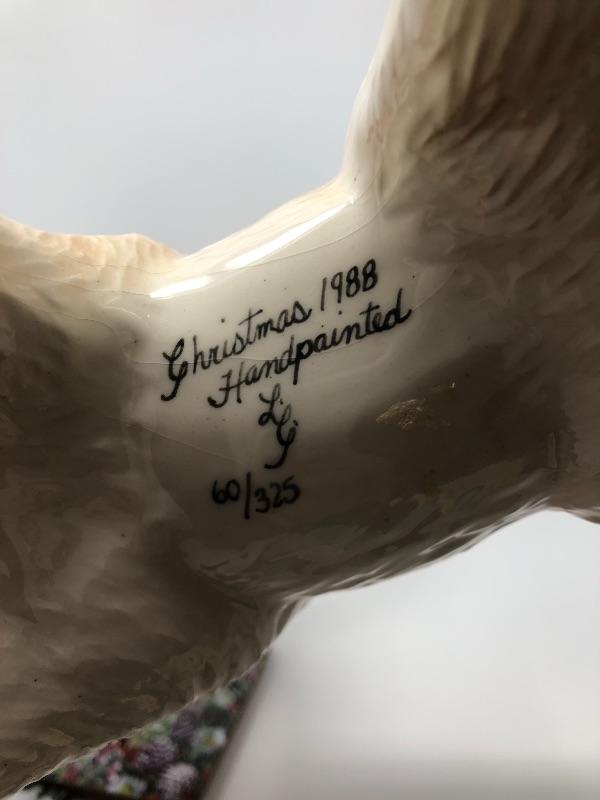 Christmas 1988
Handpainted
L.
G.
60/325